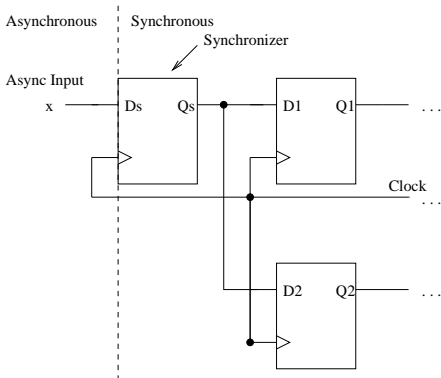 Asynchronous
Synchronous
Synchronizer
Async Input
x
Ds
Qs
D1
Q1
. . .
Clock
. . .
D2
Q2
. . .